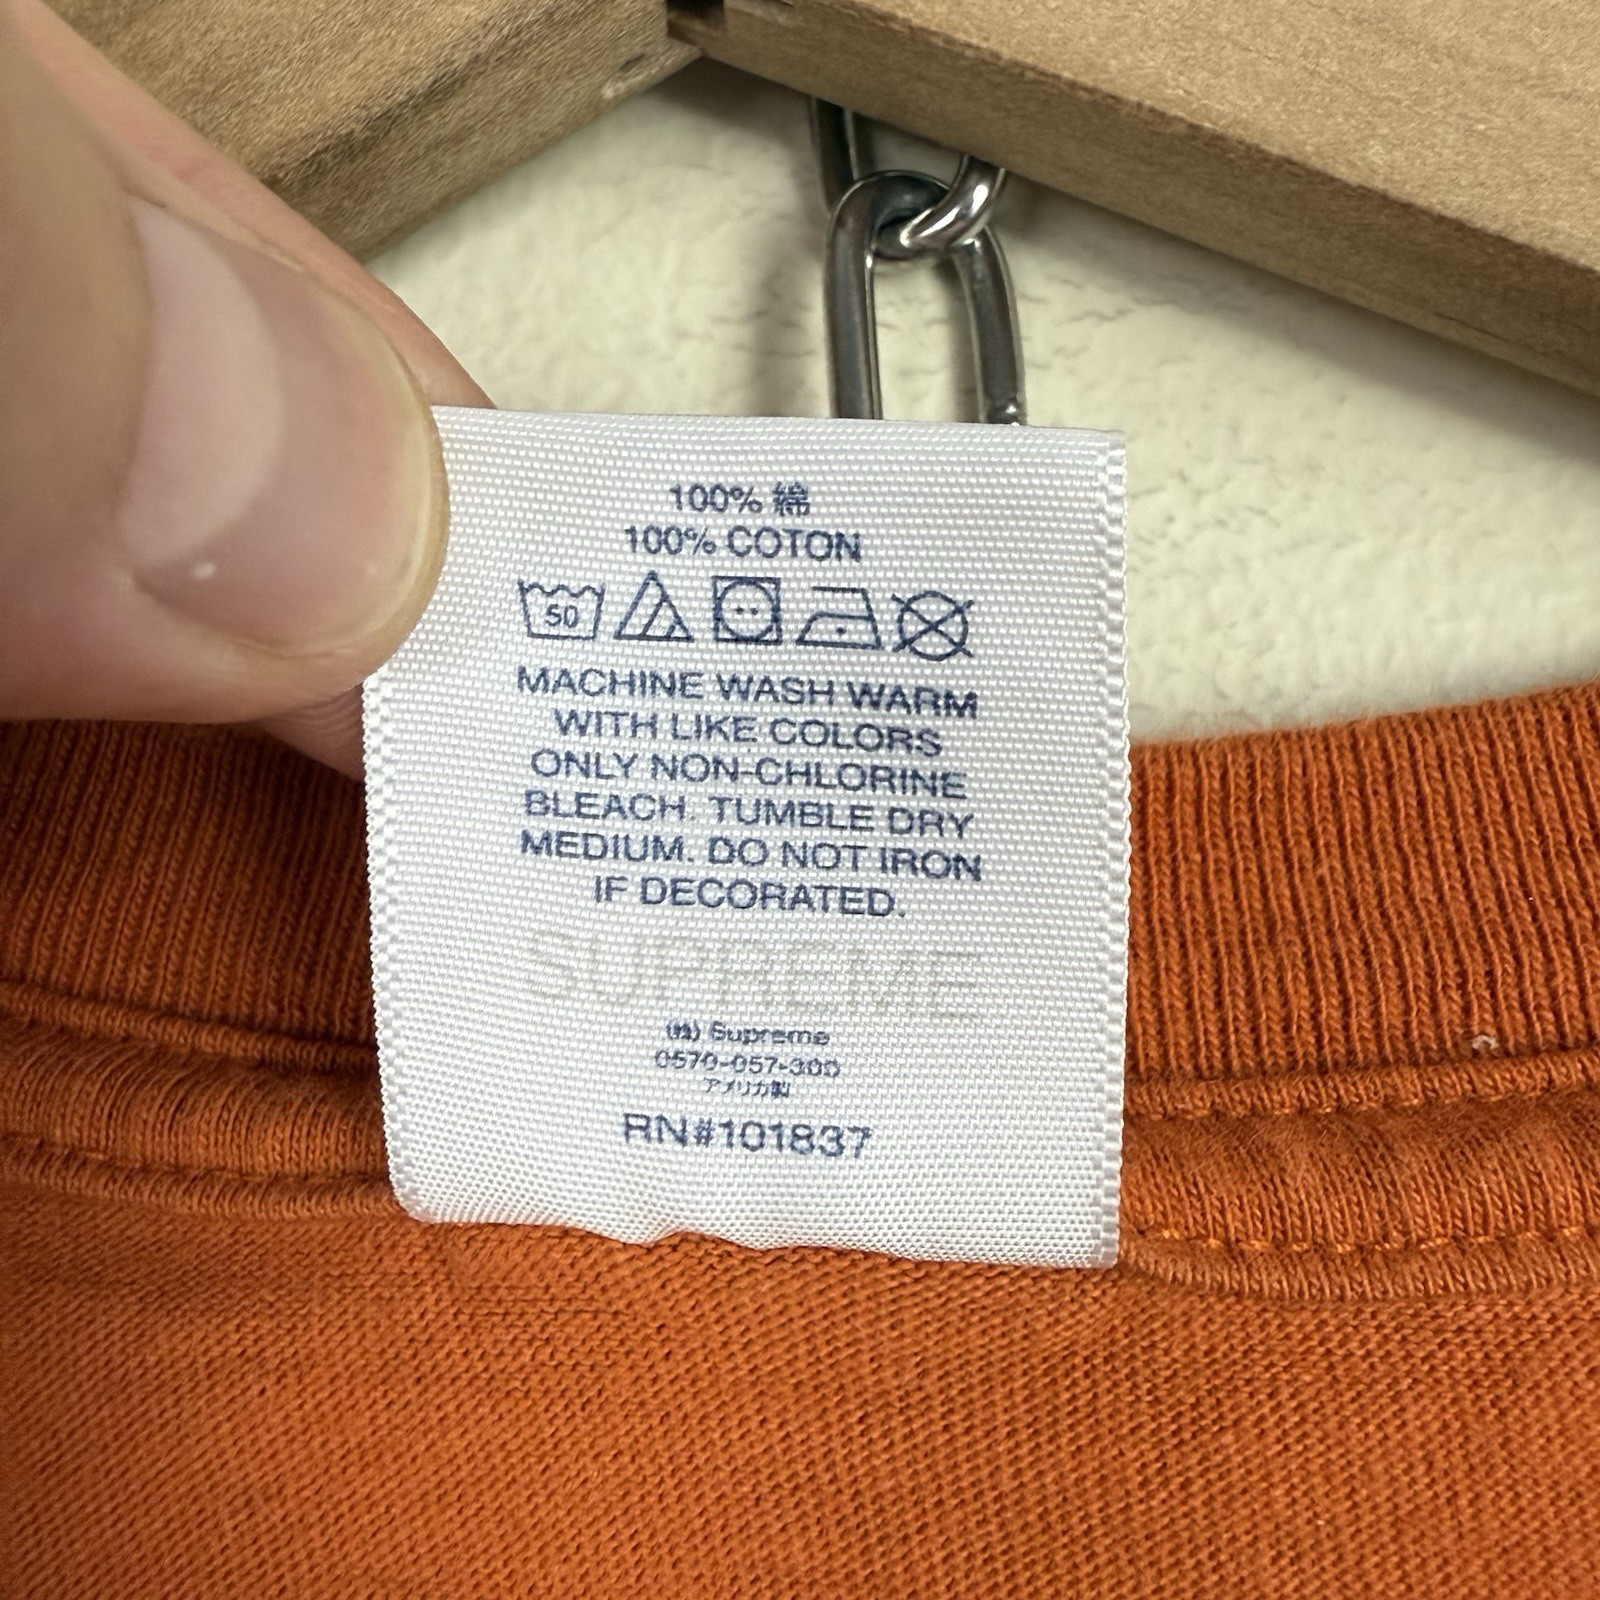 100% 綿
100% COTON
50
MACHINE WASH WARM
WITH LIKE COLORS
ONLY NON-CHLORINE
BLEACH. TUMBLE DRY
MEDIUM. DO NOT IRON
IF DECORATED.
SUPREME
(株) Supreme
0570-057-300
アメリカ製
RN#101837